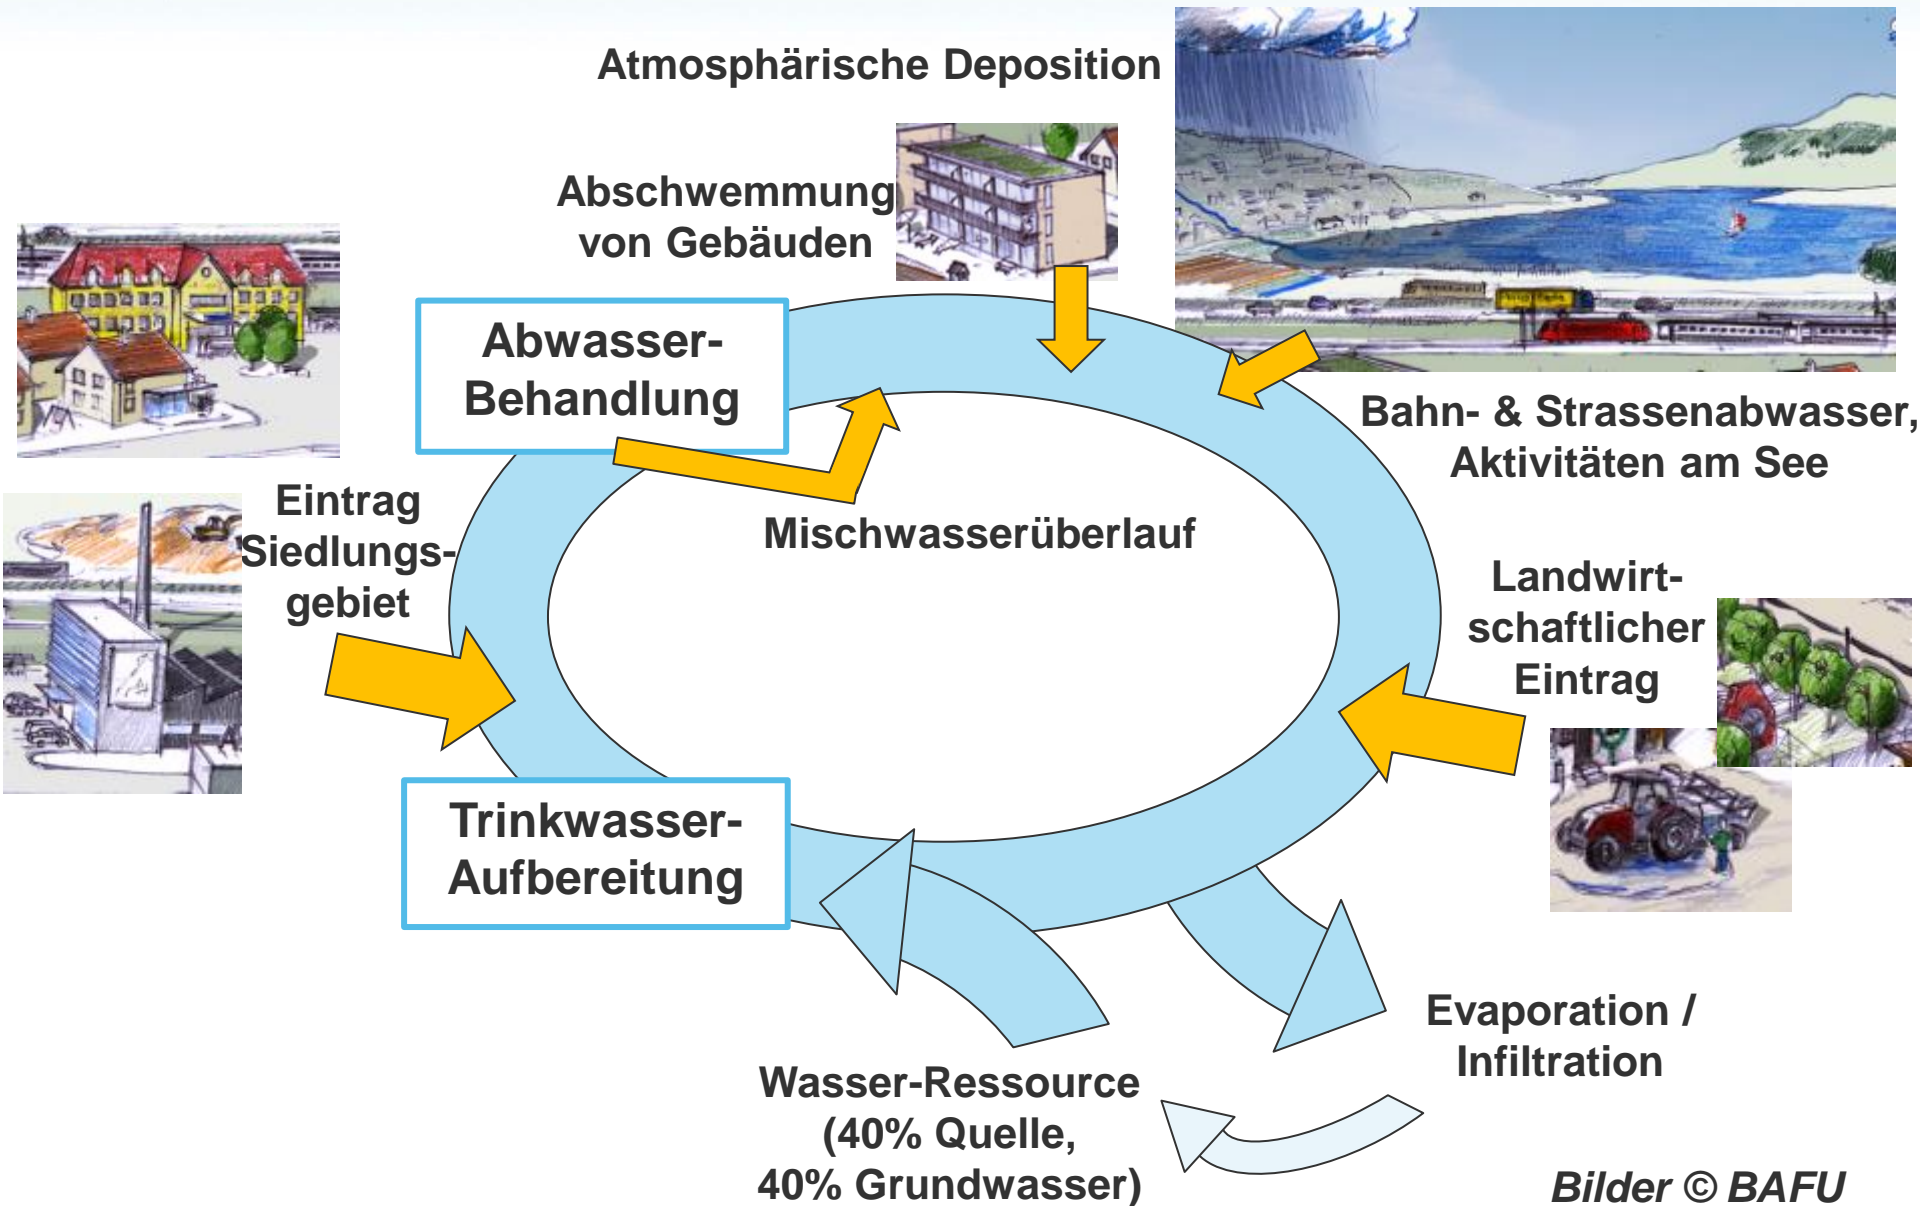 Atmosphärische Deposition
Abschwemmung
von Gebäuden
Abwasser-
Behandlung
Bahn- & Strassenabwasser,
Aktivitäten am See
Eintrag
Siedlungs-
gebiet
Mischwasserüberlauf
Landwirt-
schaftlicher
Eintrag
Trinkwasser-
Aufbereitung
Evaporation /
Infiltration
Wasser-Ressource
(40% Quelle,
40% Grundwasser)
Bilder © BAFU